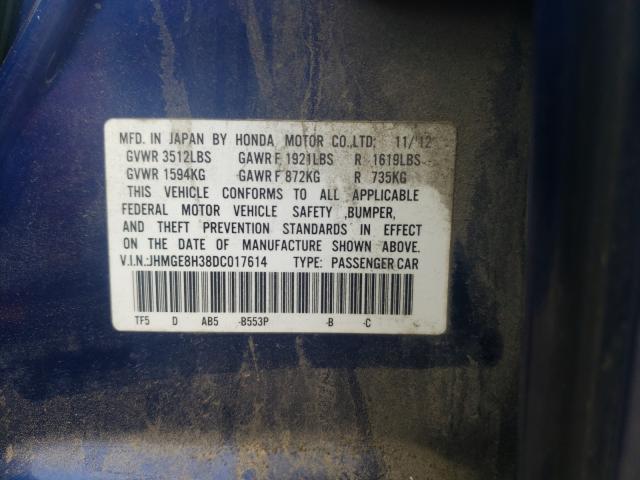 MFD. IN JAPAN BY HONDA MOTOR CO.,LTD; 11/12
GVWR 3512LBS GAWR F 1921LBS R 1619LBS
GVWR 1594KG GAWR F 872KG R 735KG
THIS VEHICLE CONFORMS TO ALL APPLICABLE
FEDERAL MOTOR VEHICLE SAFETY ,BUMPER,
AND THEFT PREVENTION STANDARDS IN EFFECT
ON THE DATE OF MANUFACTURE SHOWN ABOVE.
V.I.N.:JHMGE8H38DC017614 TYPE: PASSENGER CAR
TF5 D AB5 -B553P -B -C